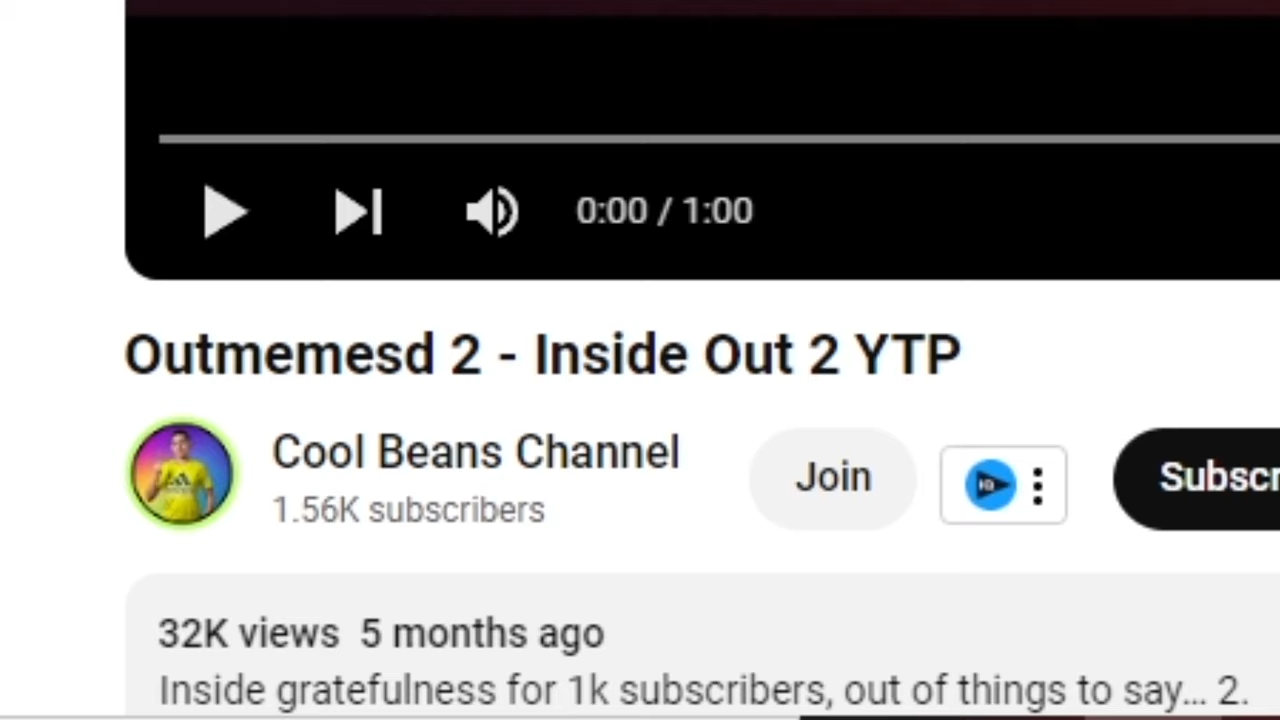 0:00 / 1:00
Outmemesd 2 - Inside Out 2 YTP
Cool Beans Channel
Join
Subscr
1.56K subscribers
32K views 5 months ago
Inside gratefulness for 1k subscribers, out of things to say... 2.